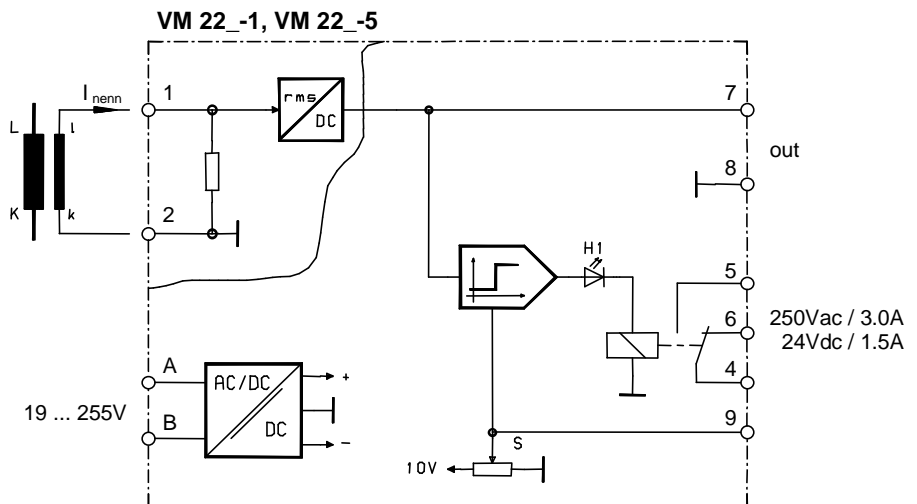 VM 22_-1, VM 22_-5
I nenn
1
rms
DC
7
L
l
out
8
K
k
2
H1
5
6
250Vac / 3.0A
24Vdc / 1.5A
4
A
AC/DC
+
19 ... 255V
B
DC
-
9
S
10V